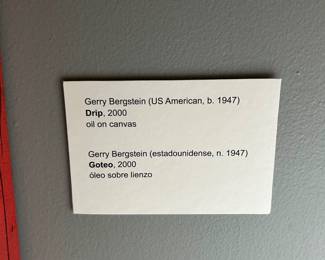 Gerry Bergstein (US American, b. 1947)
Drip, 2000
oil on canvas
Gerry Bergstein (estadounidense, n. 1947)
Goteo, 2000
óleo sobre lienzo